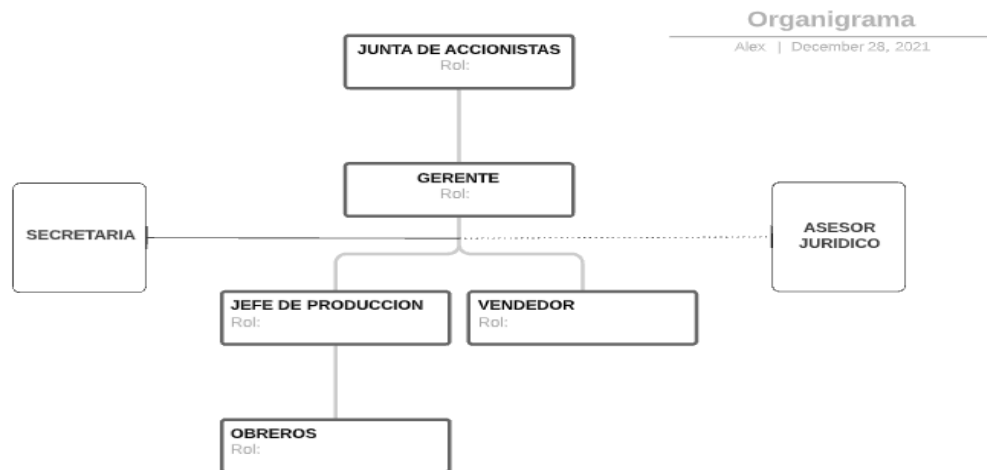 Organigrama
Alex | December 28, 2021
JUNTA DE ACCIONISTAS
Rol:
GERENTE
Rol:
SECRETARIA
ASESOR
JURIDICO
JEFE DE PRODUCCION
Rol:
VENDEDOR
Rol:
OBREROS
Rol: